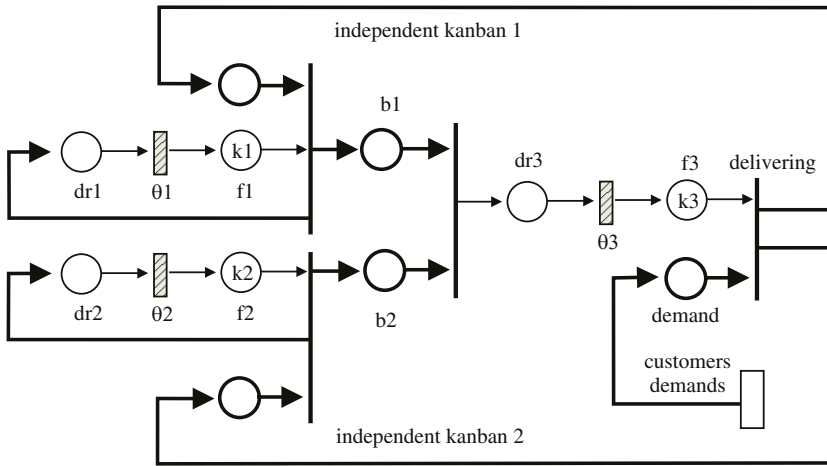 independent kanban 1
b1
k1
dr1
θ1
f1
dr3
f3
delivering
k3
θ3
k2
dr2
θ2
f2
b2
demand
customers
demands
independent kanban 2